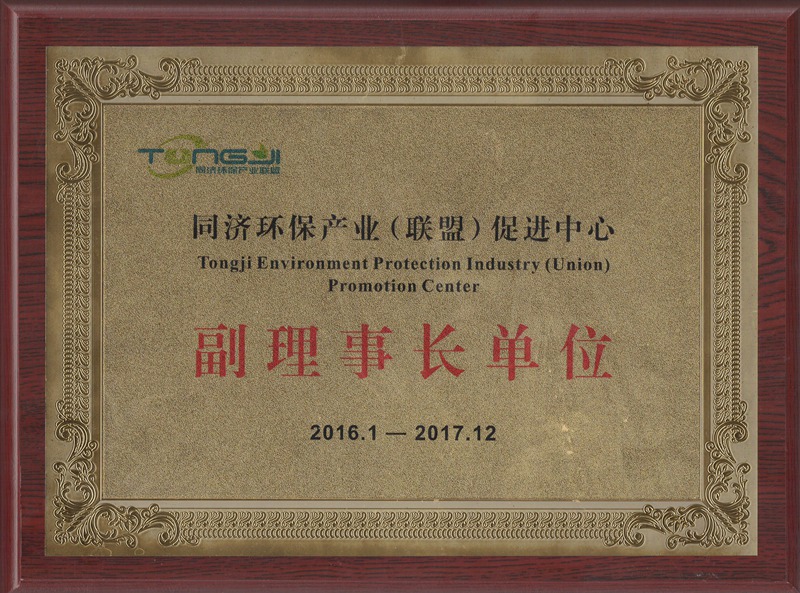 TONGJI
同济环保产业联盟
同济环保产业（联盟）促进中心
Tongji Environment Protection Industry (Union)
Promotion Center
副理事长单位
2016.1 — 2017.12